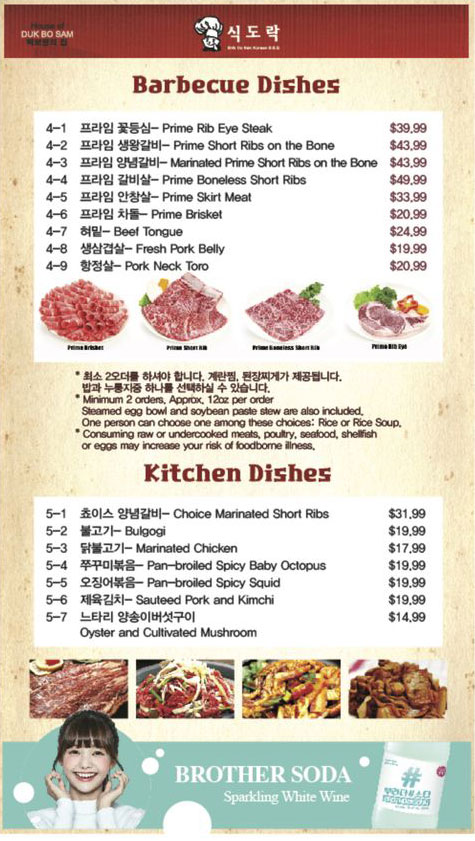 House of
DUK BO SAM
식도락
Barbecue Dishes
4-1 프라임 꽃등심- Prime Rib Eye Steak $39.99
4-2 프라임 생왕갈비- Prime Short Ribs on the Bone $43.99
4-3 프라임 양념갈비- Marinated Prime Short Ribs on the Bone $43.99
4-4 프라임 갈비살- Prime Boneless Short Ribs $49.99
4-5 프라임 안창살- Prime Skirt Meat $33.99
4-6 프라임 차돌- Prime Brisket $20.99
4-7 혀밑- Beef Tongue $24.99
4-8 생삼겹살- Fresh Pork Belly $19.99
4-9 항정살- Pork Neck Toro $20.99
Prime Brisket Prime Short Rib Prime Boneless Short Rib Prime Rib Eye
* 최소 2오더를 하셔야 합니다. 계란찜, 된장찌게가 제공됩니다.
밥과 누룽지중 하나를 선택하실 수 있습니다.
* Minimum 2 orders, Approx. 12oz per order
Steamed egg bowl and soybean paste stew are also included.
One person can choose one among these choices: Rice or Rice Soup.
* Consuming raw or undercooked meats, poultry, seafood, shellfish
or eggs may increase your risk of foodborne illness.
Kitchen Dishes
5-1 쵸이스 양념갈비- Choice Marinated Short Ribs $31.99
5-2 불고기- Bulgogi $19.99
5-3 닭불고기- Marinated Chicken $17.99
5-4 쭈꾸미볶음- Pan-broiled Spicy Baby Octopus $19.99
5-5 오징어볶음- Pan-broiled Spicy Squid $19.99
5-6 제육김치- Sauteed Pork and Kimchi $19.99
5-7 느타리 양송이버섯구이 $14.99
Oyster and Cultivated Mushroom
BROTHER SODA
Sparkling White Wine
#
부라더#소다